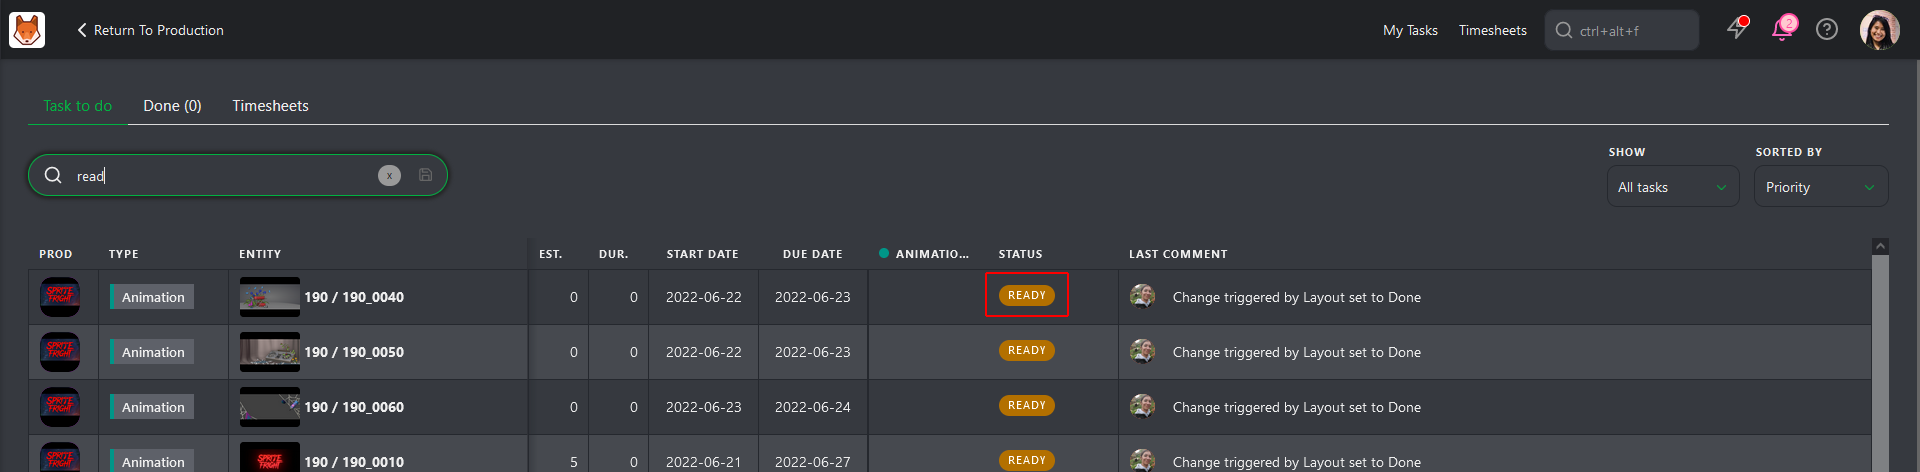 Return To Production My Tasks Timesheets ctrl+alt+f 2
Task to do Done (0) Timesheets
SHOW SORTED BY
read x All tasks Priority
PROD TYPE ENTITY EST. DUR. START DATE DUE DATE ANIMATIO... STATUS LAST COMMENT
SPRITE FRIGHT Animation 190 / 190_0040 0 0 2022-06-22 2022-06-23 READY Change triggered by Layout set to Done
SPRITE FRIGHT Animation 190 / 190_0050 0 0 2022-06-22 2022-06-23 READY Change triggered by Layout set to Done
SPRITE FRIGHT Animation 190 / 190_0060 0 0 2022-06-23 2022-06-24 READY Change triggered by Layout set to Done
SPRITE FRIGHT Animation SPRITE FRIGHT 190 / 190_0010 5 0 2022-06-21 2022-06-27 READY Change triggered by Layout set to Done